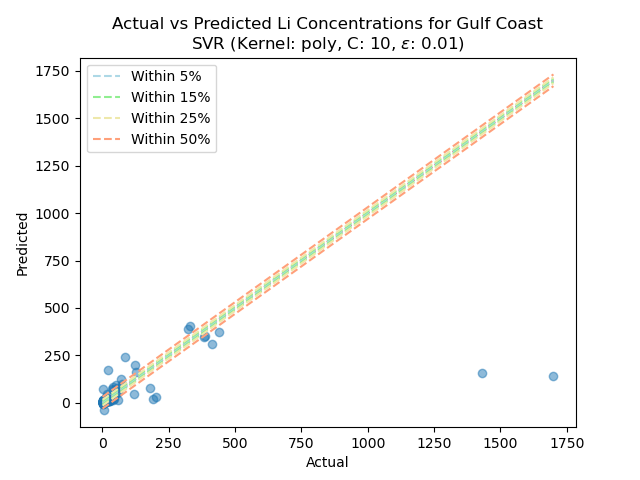 Actual vs Predicted Li Concentrations for Gulf Coast
SVR (Kernel: poly, C: 10, ε: 0.01)
Within 5%
Within 15%
Within 25%
Within 50%
1750
1500
1250
1000
750
500
250
0
Predicted
0 250 500 750 1000 1250 1500 1750
Actual